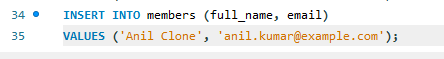 34 INSERT INTO members (full_name, email)
35 VALUES ('Anil Clone', 'anil.kumar@example.com');